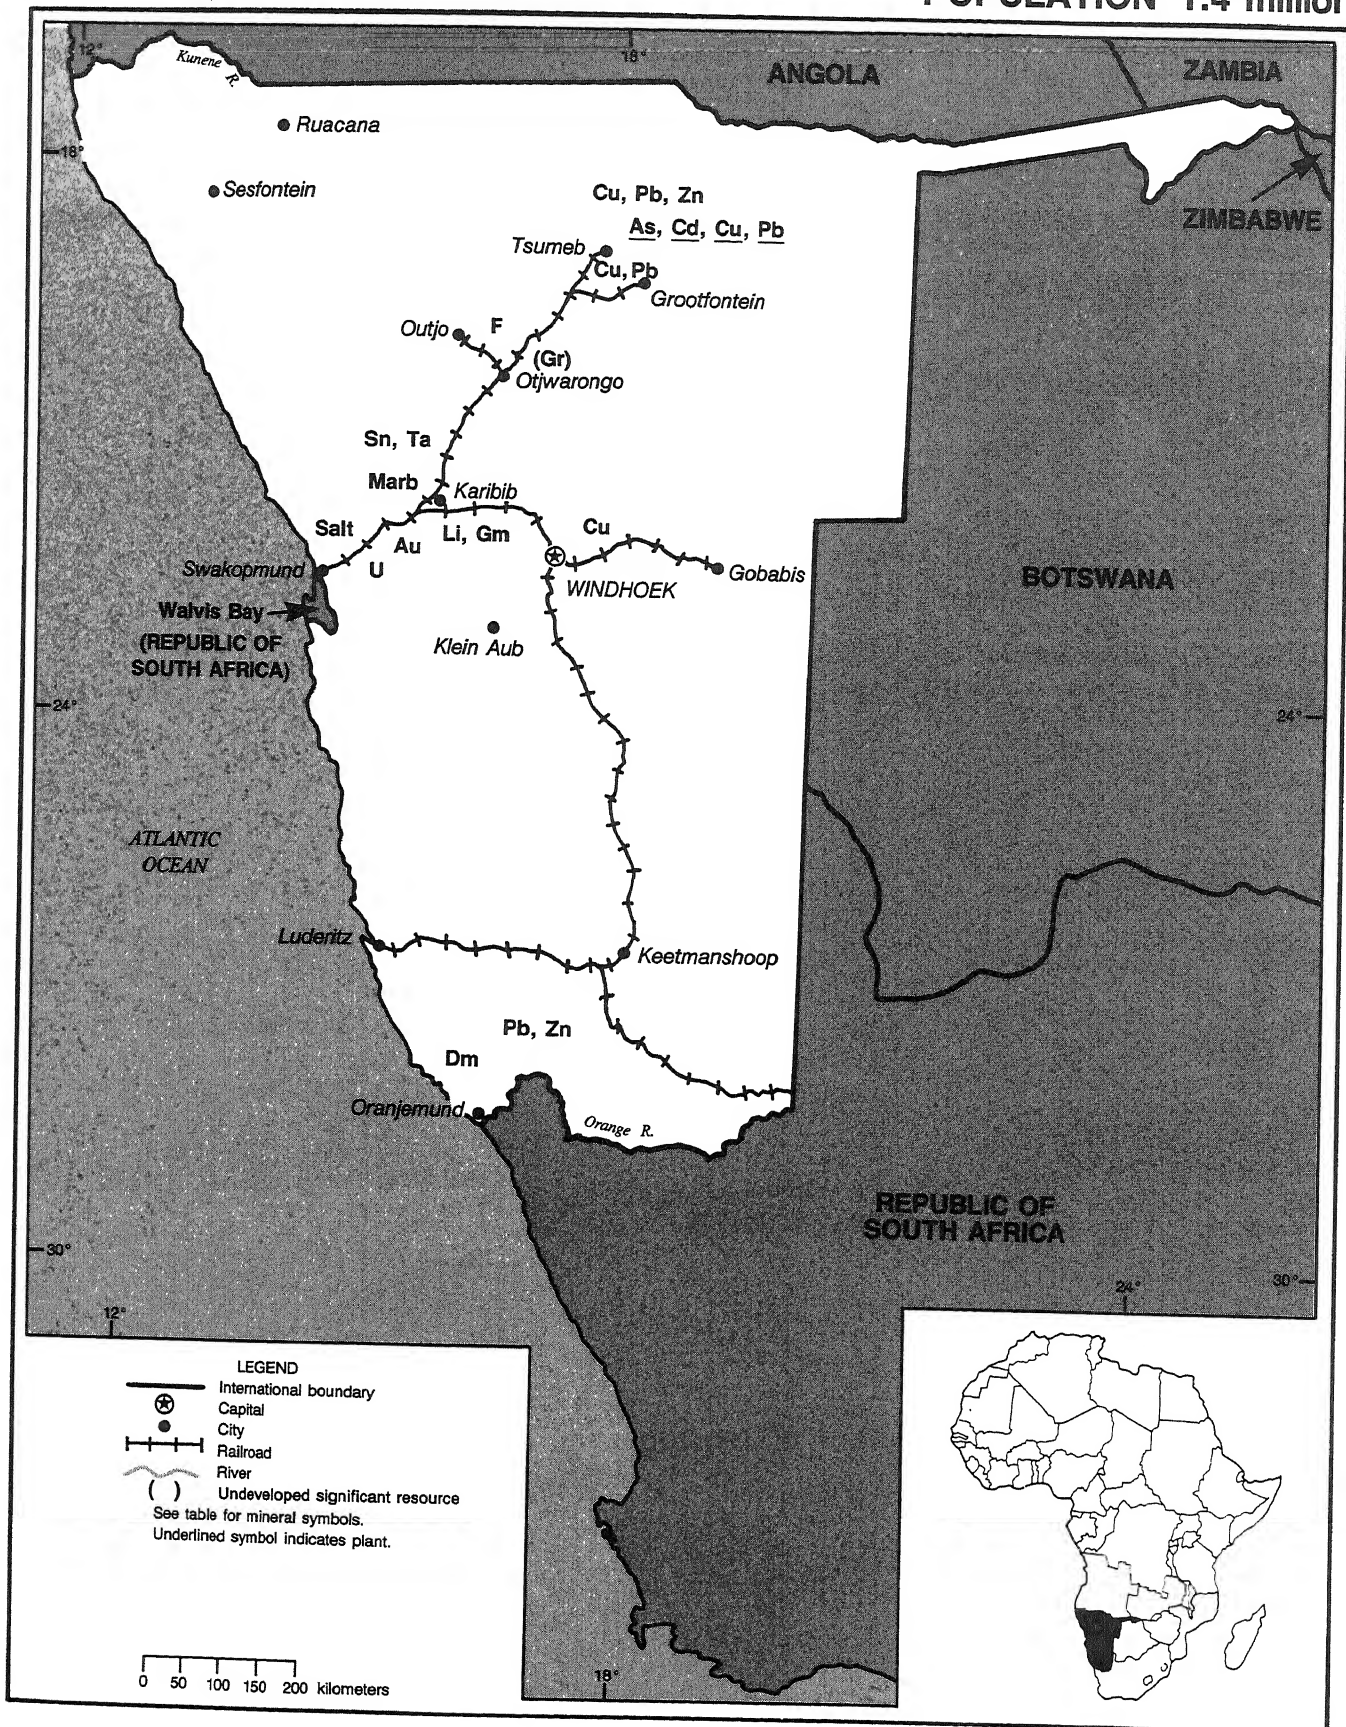 POPULATION 1.4 million
12°
Kunene R.
18°
ANGOLA
ZAMBIA
Ruacana
18°
Sesfontein
ZIMBABWE
Cu, Pb, Zn
As, Cd, Cu, Pb
Tsumeb
Cu, Pb
Grootfontein
Outjo
F
(Gr)
Otjwarongo
Sn, Ta
Marb
Karibib
Salt
Au
Li, Gm
Cu
U
Swakopmund
WINDHOEK
Gobabis
BOTSWANA
Walvis Bay
(REPUBLIC OF
SOUTH AFRICA)
Klein Aub
24°
24°
ATLANTIC
OCEAN
Luderitz
Keetmanshoop
Pb, Zn
Dm
Oranjemund
Orange R.
REPUBLIC OF
SOUTH AFRICA
30°
30°
12°
24°
LEGEND
International boundary
Capital
City
Railroad
River
( ) Undeveloped significant resource
See table for mineral symbols.
Underlined symbol indicates plant.
0 50 100 150 200 kilometers
18°